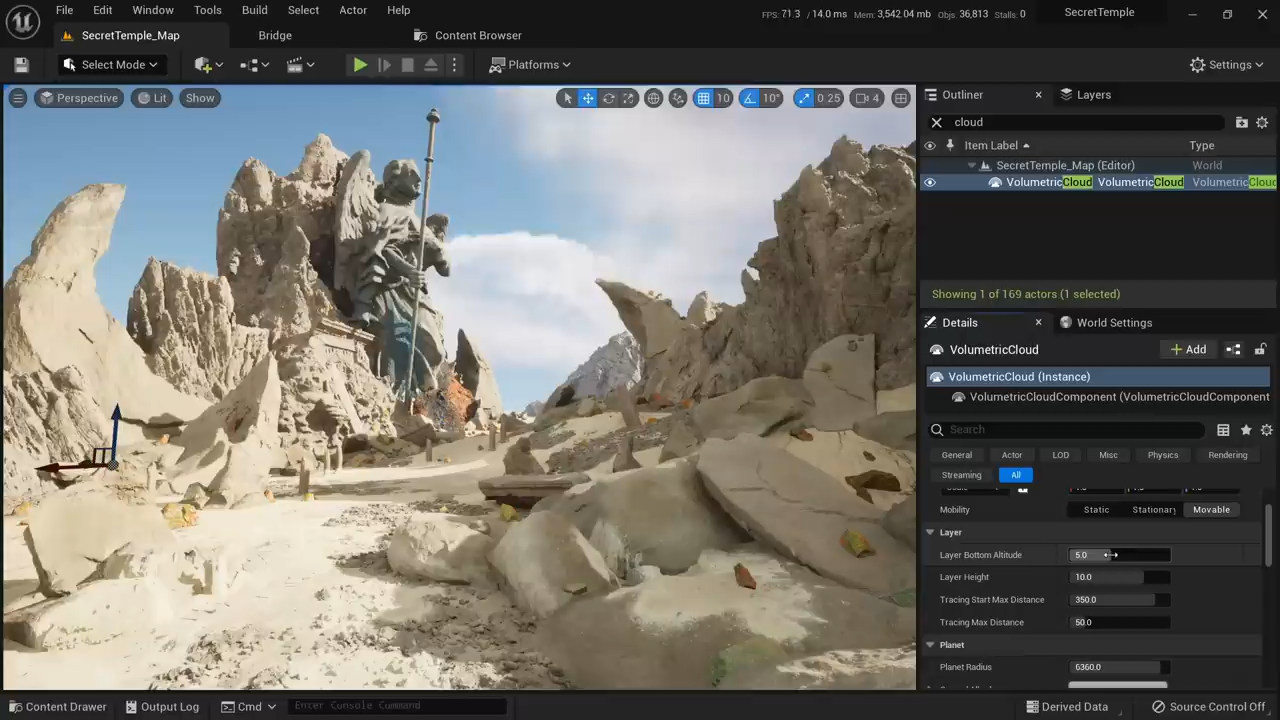 File Edit Window Tools Build Select Actor Help
FPS: 71.3 / 14.0 ms Mem: 3,542.04 mb Objs: 36,813 Stalls: 0
SecretTemple
SecretTemple_Map Bridge Content Browser
Select Mode Platforms Settings
Perspective Lit Show 10 10° 0.25 4
Outliner Layers
cloud
Item Label Type
SecretTemple_Map (Editor) World
VolumetricCloud VolumetricCloud VolumetricCloud
Showing 1 of 169 actors (1 selected)
Details World Settings
VolumetricCloud Add
VolumetricCloud (Instance)
VolumetricCloudComponent (VolumetricCloudComponent
Search
General Actor LOD Misc Physics Rendering
Streaming All
Mobility Static Stationary Movable
Layer
Layer Bottom Altitude 5.0
Layer Height 10.0
Tracing Start Max Distance 350.0
Tracing Max Distance 50.0
Planet
Planet Radius 6360.0
Content Drawer Output Log Cmd Enter Console Command Derived Data Source Control Off